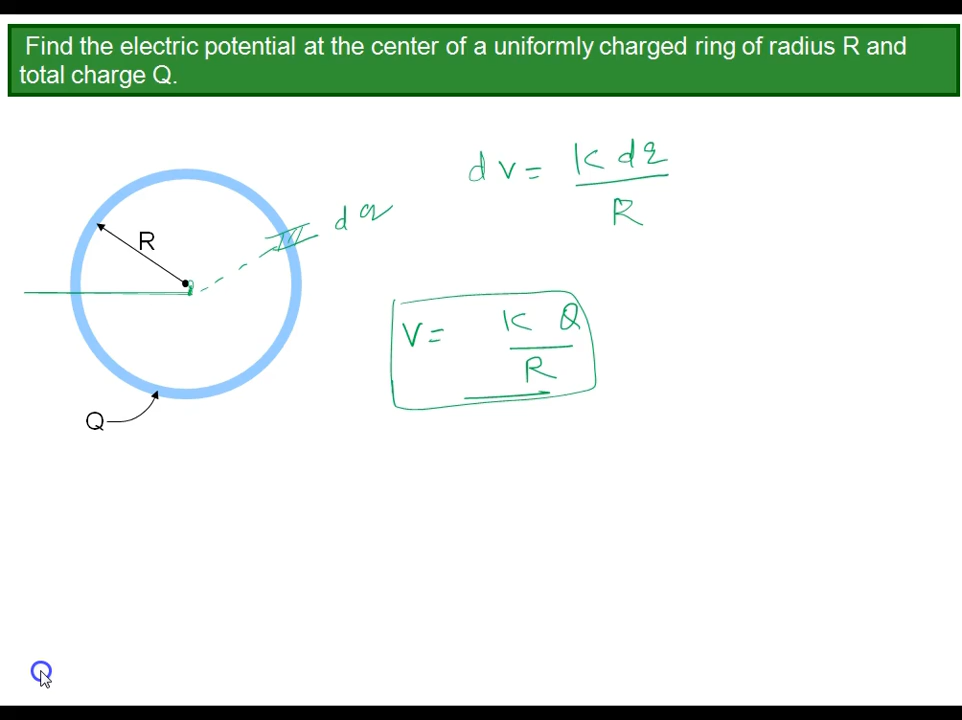 Find the electric potential at the center of a uniformly charged ring of radius R and
total charge Q.
dv = K dq
R
dq
R
V = K Q
R
Q